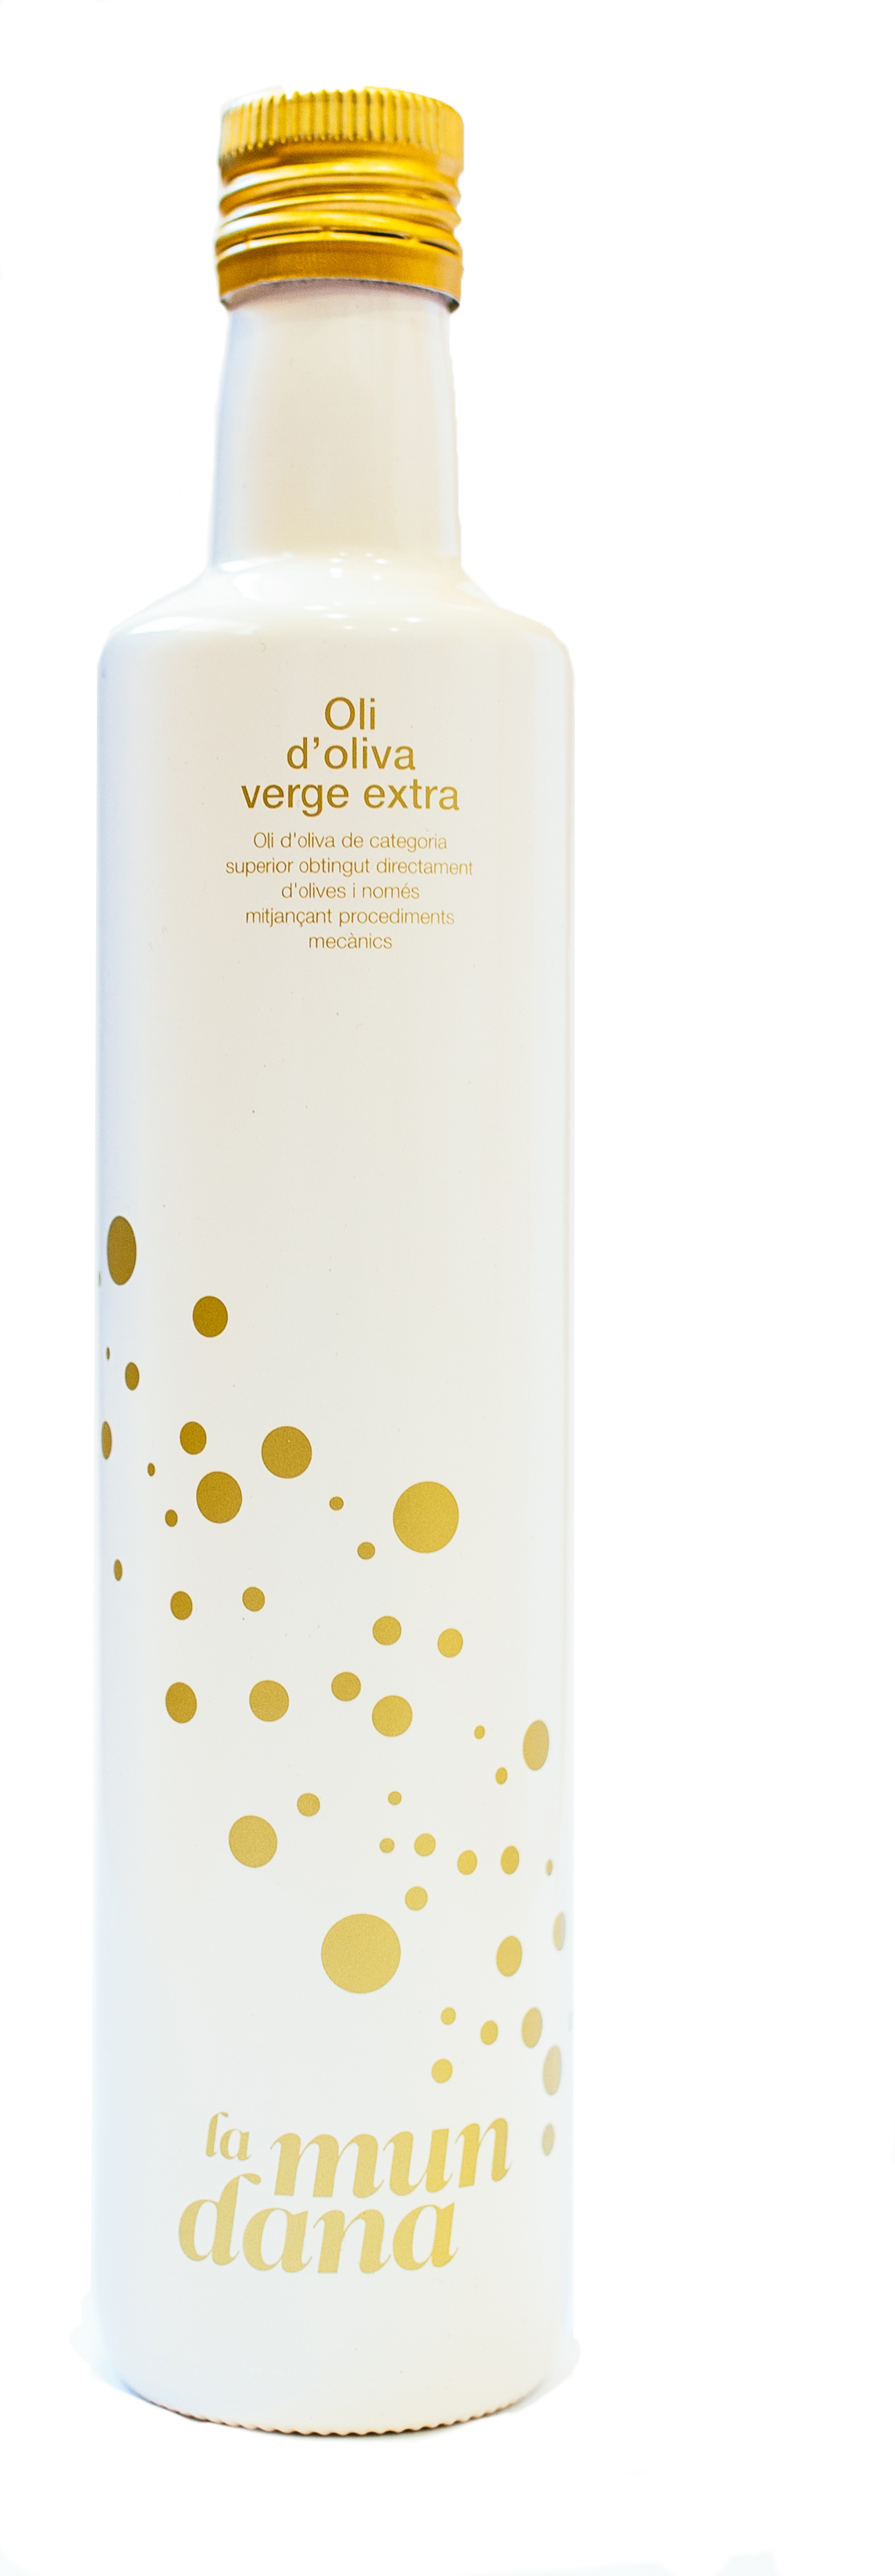 Oli
d'oliva
verge extra
Oli d'oliva de categoria
superior obtingut directament
d'olives i només
mitjançant procediments
mecànics
la mun
dana